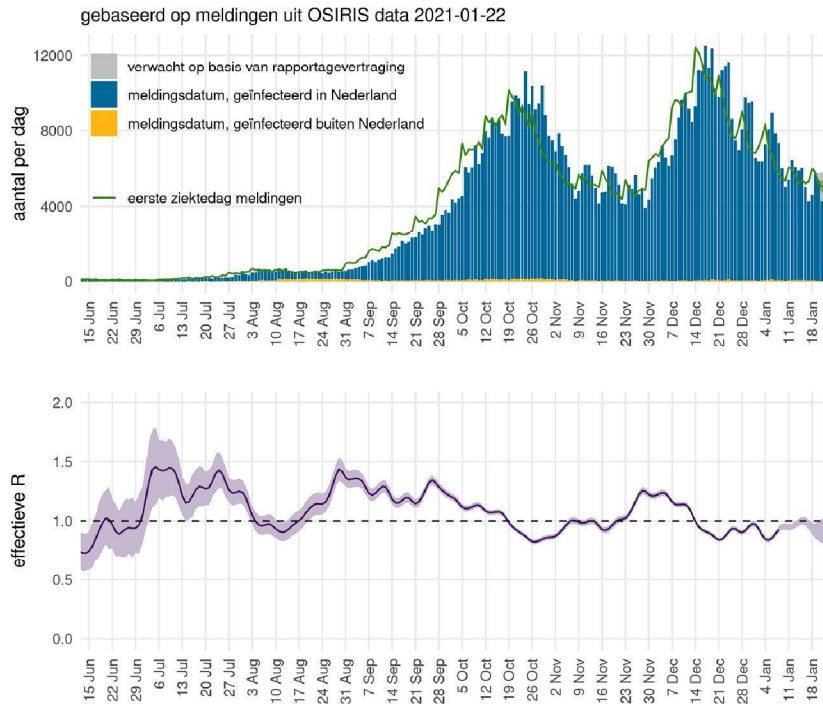 gebaseerd op meldingen uit OSIRIS data 2021-01-22
aantal per dag
12000
8000
4000
0
verwacht op basis van rapportagevertraging
meldingsdatum, geïnfecteerd in Nederland
meldingsdatum, geïnfecteerd buiten Nederland
eerste ziektedag meldingen
15 Jun
22 Jun
29 Jun
6 Jul
13 Jul
20 Jul
27 Jul
3 Aug
10 Aug
17 Aug
24 Aug
31 Aug
7 Sep
14 Sep
21 Sep
28 Sep
5 Oct
12 Oct
19 Oct
26 Oct
2 Nov
9 Nov
16 Nov
23 Nov
30 Nov
7 Dec
14 Dec
21 Dec
28 Dec
4 Jan
11 Jan
18 Jan
effectieve R
2.0
1.5
1.0
0.5
0.0
15 Jun
22 Jun
29 Jun
6 Jul
13 Jul
20 Jul
27 Jul
3 Aug
10 Aug
17 Aug
24 Aug
31 Aug
7 Sep
14 Sep
21 Sep
28 Sep
5 Oct
12 Oct
19 Oct
26 Oct
2 Nov
9 Nov
16 Nov
23 Nov
30 Nov
7 Dec
14 Dec
21 Dec
28 Dec
4 Jan
11 Jan
18 Jan